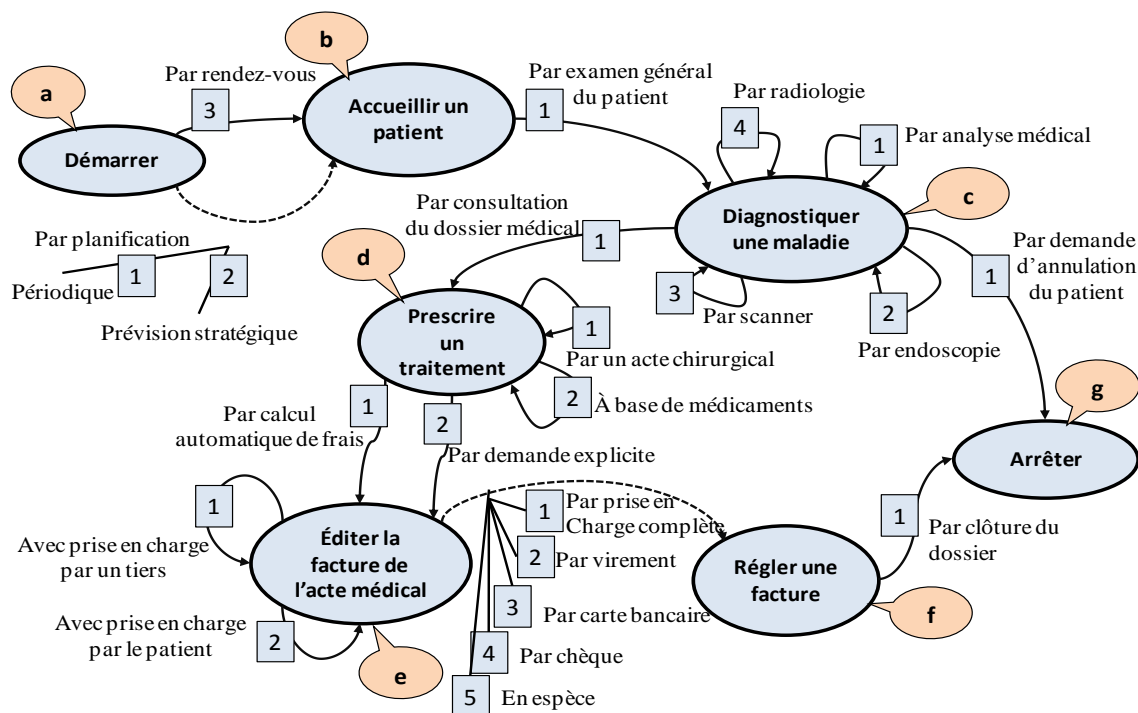 a
b
Par rendez-vous
3
Démarrer
Accueillir un
patient
Par examen général
du patient
1
Par radiologie
4
1
Par analyse médical
Diagnostiquer
une maladie
c
Par planification
1
2
Périodique
Prévision stratégique
Par consultation
du dossier médical
1
d
3
Par scanner
2
Par endoscopie
Par demande
d'annulation
du patient
1
Prescrire
un
traitement
1
Par un acte chirurgical
2
À base de médicaments
g
Arrêter
Par calcul
automatique de frais
1
2
Par demande explicite
1
Avec prise en charge
par un tiers
Éditer la
facture de
l'acte médical
Avec prise en charge
par le patient
2
e
1
Par prise en
Charge complète
2
Par virement
3
Par carte bancaire
4
Par chèque
5
En espèce
Régler une
facture
f
1
Par clôture du
dossier